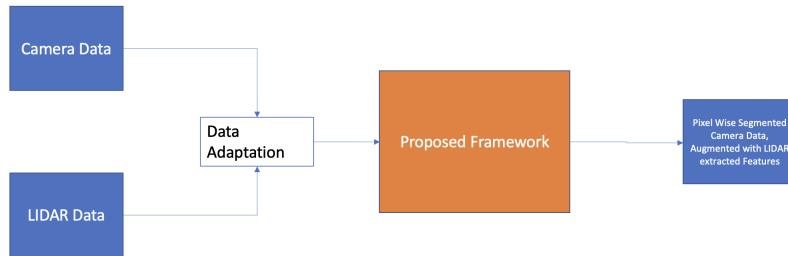 Camera Data
Data
Adaptation
LIDAR Data
Proposed Framework
Pixel Wise Segmented
Camera Data,
Augmented with LIDAR
extracted Features